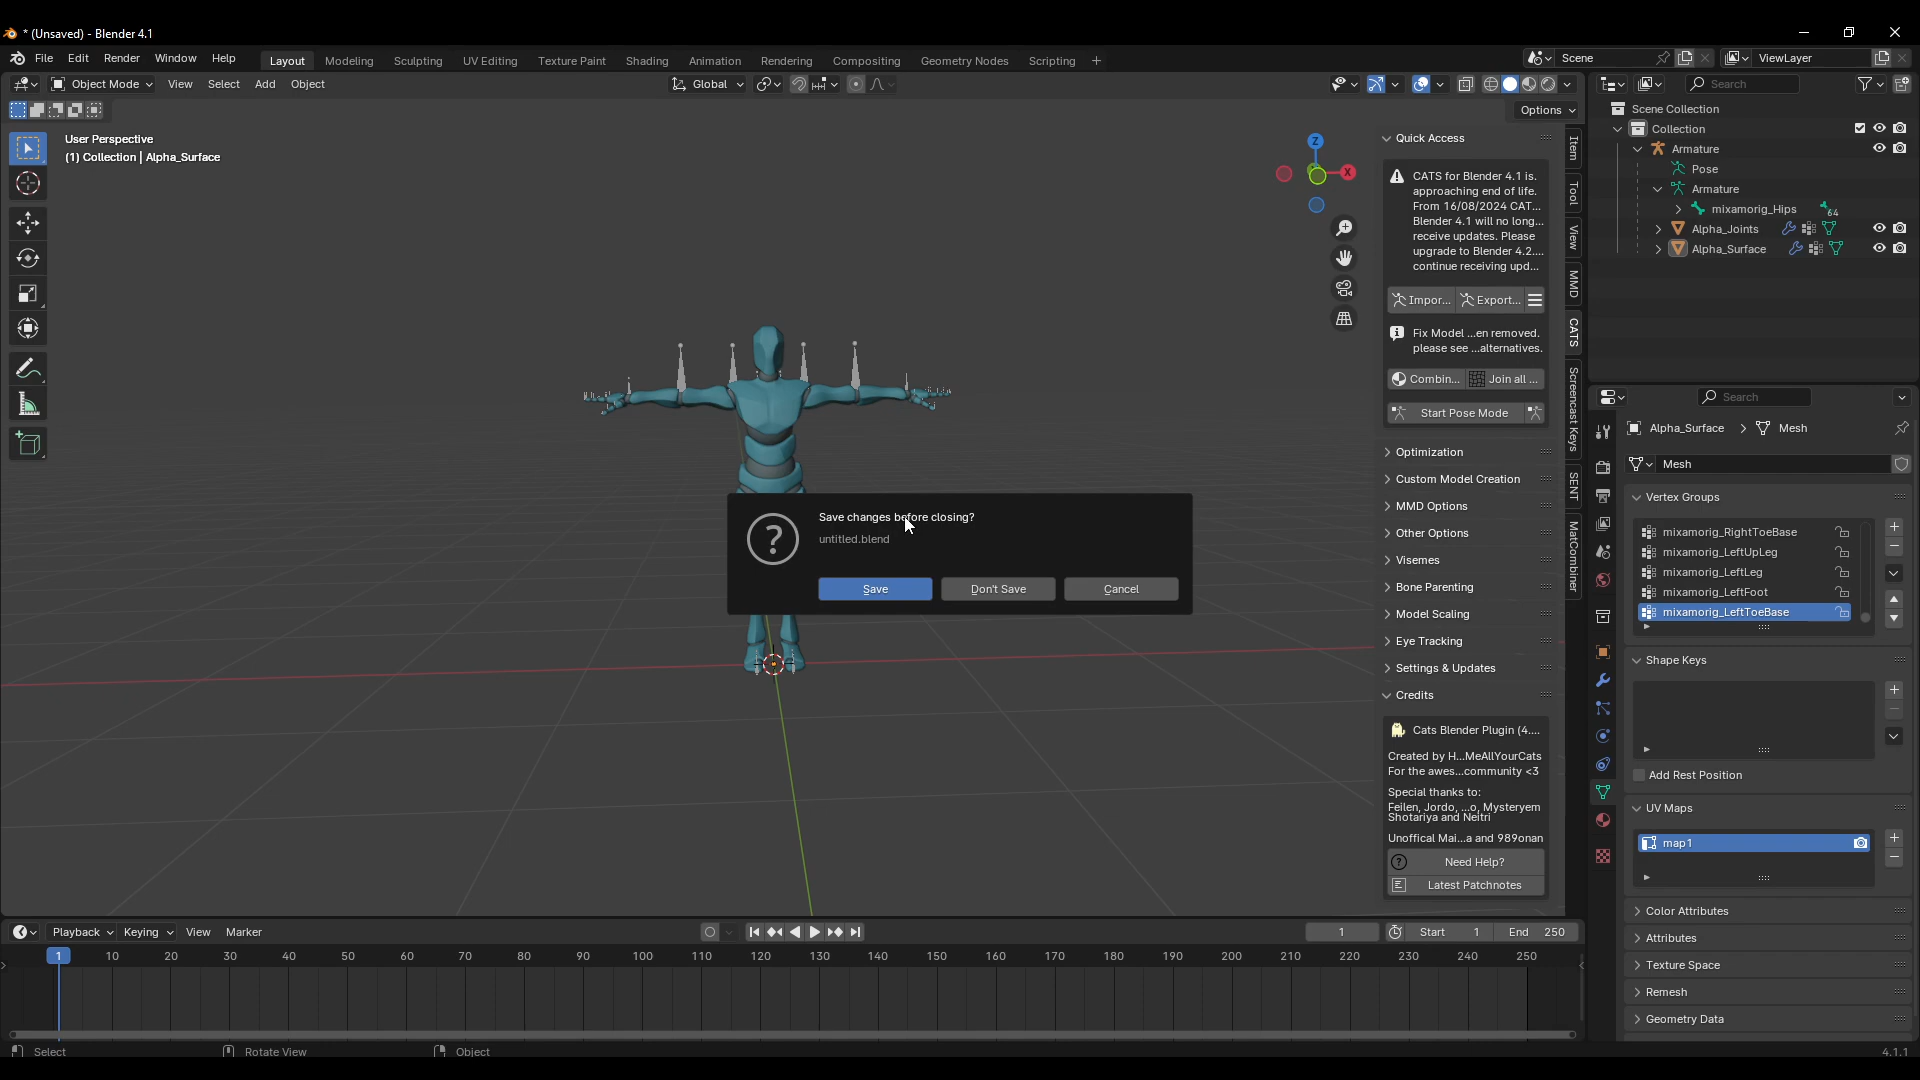 * (Unsaved) - Blender 4.1
File Edit Render Window Help Layout Modeling Sculpting UV Editing Texture Paint Shading Animation Rendering Compositing Geometry Nodes Scripting + Scene ViewLayer
Object Mode View Select Add Object Global Search
Options
User Perspective
(1) Collection | Alpha_Surface
Z
X
Quick Access
CATS for Blender 4.1 is.
approaching end of life.
From 16/08/2024 CAT...
Blender 4.1 will no long...
receive updates. Please
upgrade to Blender 4.2....
continue receiving upd...
Impor... Export...
Fix Model ...en removed.
please see ...alternatives.
Combin... Join all ...
Start Pose Mode
Optimization
Custom Model Creation
MMD Options
Other Options
Visemes
Bone Parenting
Model Scaling
Eye Tracking
Settings & Updates
Credits
Cats Blender Plugin (4....
Created by H...MeAllYourCats
For the awes...community <3
Special thanks to:
Feilen, Jordo, ...o, Mysteryem
Shotariya and Neitri
Unoffical Mai...a and 989onan
Need Help?
Latest Patchnotes
Item
Tool
View
MMD
CATS
Screencast Keys
SENT
MatCombiner
Scene Collection
Collection
Armature
Pose
Armature
mixamorig_Hips 64
Alpha_Joints
Alpha_Surface
Search
Alpha_Surface > Mesh
Mesh
Vertex Groups
mixamorig_RightToeBase
mixamorig_LeftUpLeg
mixamorig_LeftLeg
mixamorig_LeftFoot
mixamorig_LeftToeBase
Shape Keys
Add Rest Position
UV Maps
map1
Color Attributes
Attributes
Texture Space
Remesh
Geometry Data
Save changes before closing?
untitled.blend
Save Don't Save Cancel
Playback Keying View Marker 1 Start 1 End 250
1 10 20 30 40 50 60 70 80 90 100 110 120 130 140 150 160 170 180 190 200 210 220 230 240 250
Select Rotate View Object 4.1.1